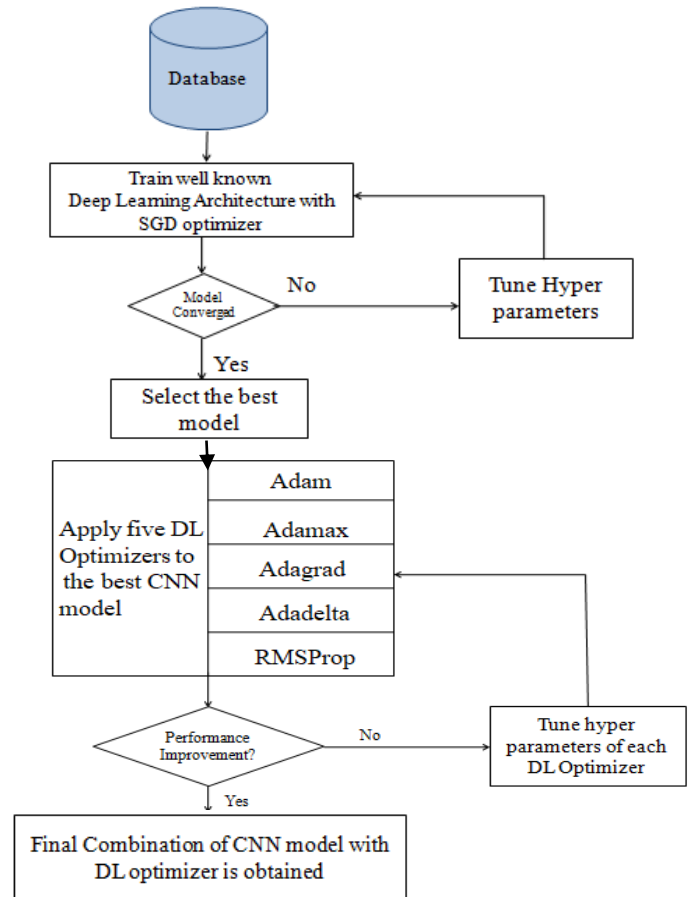 Database
Train well known
Deep Learning Architecture with
SGD optimizer
Model
Converged
No
Tune Hyper
parameters
Yes
Select the best
model
Apply five DL
Optimizers to
the best CNN
model
Adam
Adamax
Adagrad
Adadelta
RMSProp
Performance
Improvement?
No
Tune hyper
parameters of each
DL Optimizer
Yes
Final Combination of CNN model with
DL optimizer is obtained